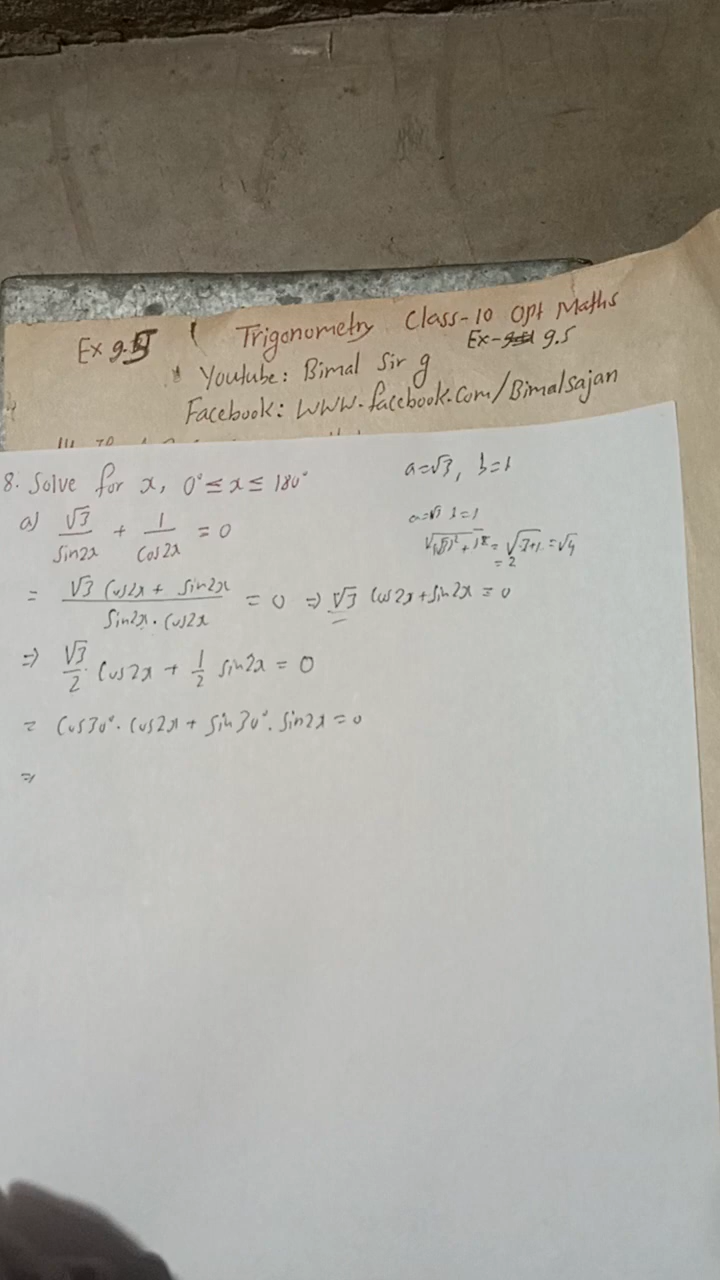 Ex 9.5 Trigonometry Class-10 Opt Maths
Ex- 9.5
Youtube: Bimal Sir g
Facebook: WWW.facebook.com/Bimalsajan
8. Solve for x, 0° ≤ x ≤ 180°
a=√3, b=1
a) √3/Sin2x + 1/Cos2x = 0
a=√3 b=1
√(√3)²+1² = √3+1 = √4
= 2
= √3 Cos2x + Sin2x / Sin2x . Cos2x = 0 ⇒ √3 Cos2x + Sin2x = 0
⇒ √3/2 . Cos2x + 1/2 Sin2x = 0
= Cos30° . Cos2x + Sin30° . Sin2x = 0
⇒